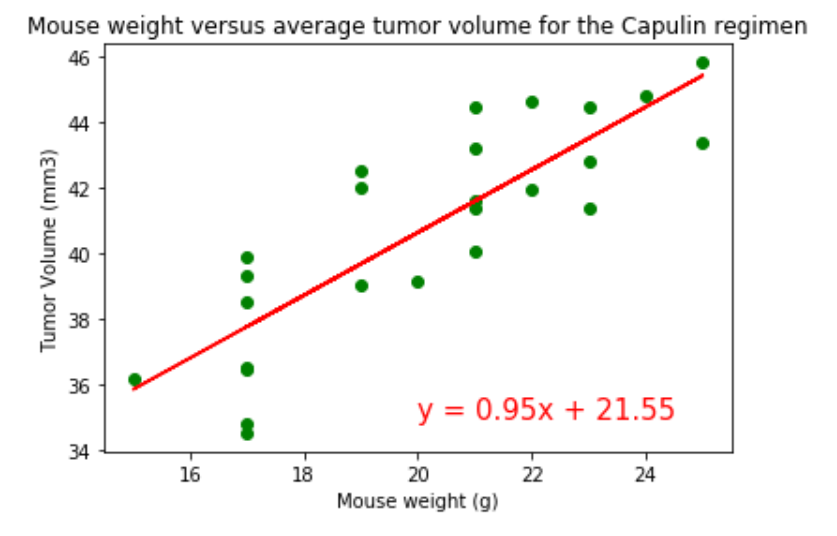 Mouse weight versus average tumor volume for the Capulin regimen
46
44
42
40
38
36
34
Tumor Volume (mm3)
y = 0.95x + 21.55
16 18 20 22 24
Mouse weight (g)